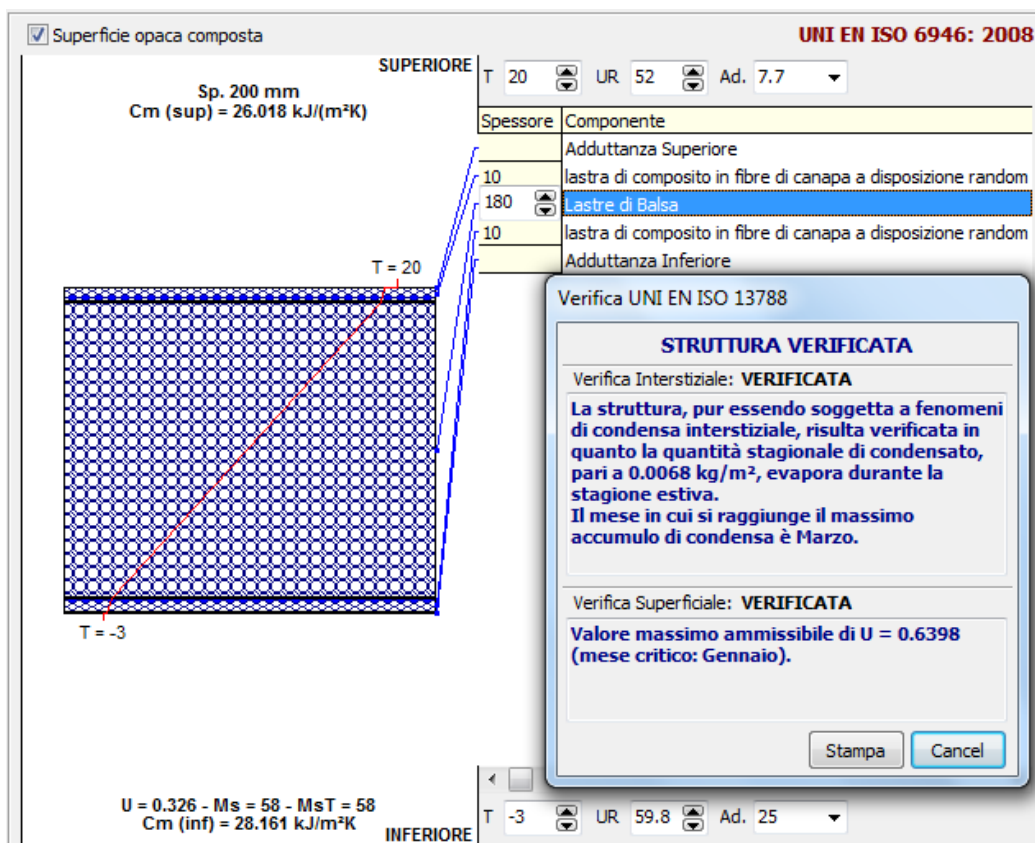 Superficie opaca composta
UNI EN ISO 6946: 2008
SUPERIORE
T 20 UR 52 Ad. 7.7
Sp. 200 mm
Cm (sup) = 26.018 kJ/(m²K)
Spessore Componente
Adduttanza Superiore
10 lastra di composito in fibre di canapa a disposizione random
180 Lastre di Balsa
10 lastra di composito in fibre di canapa a disposizione random
Adduttanza Inferiore
T = 20
T = -3
Verifica UNI EN ISO 13788
STRUTTURA VERIFICATA
Verifica Interstiziale: VERIFICATA
La struttura, pur essendo soggetta a fenomeni
di condensa interstiziale, risulta verificata in
quanto la quantità stagionale di condensato,
pari a 0.0068 kg/m², evapora durante la
stagione estiva.
Il mese in cui si raggiunge il massimo
accumulo di condensa è Marzo.
Verifica Superficiale: VERIFICATA
Valore massimo ammissibile di U = 0.6398
(mese critico: Gennaio).
Stampa Cancel
U = 0.326 - Ms = 58 - MsT = 58
Cm (inf) = 28.161 kJ/m²K
INFERIORE
T -3 UR 59.8 Ad. 25